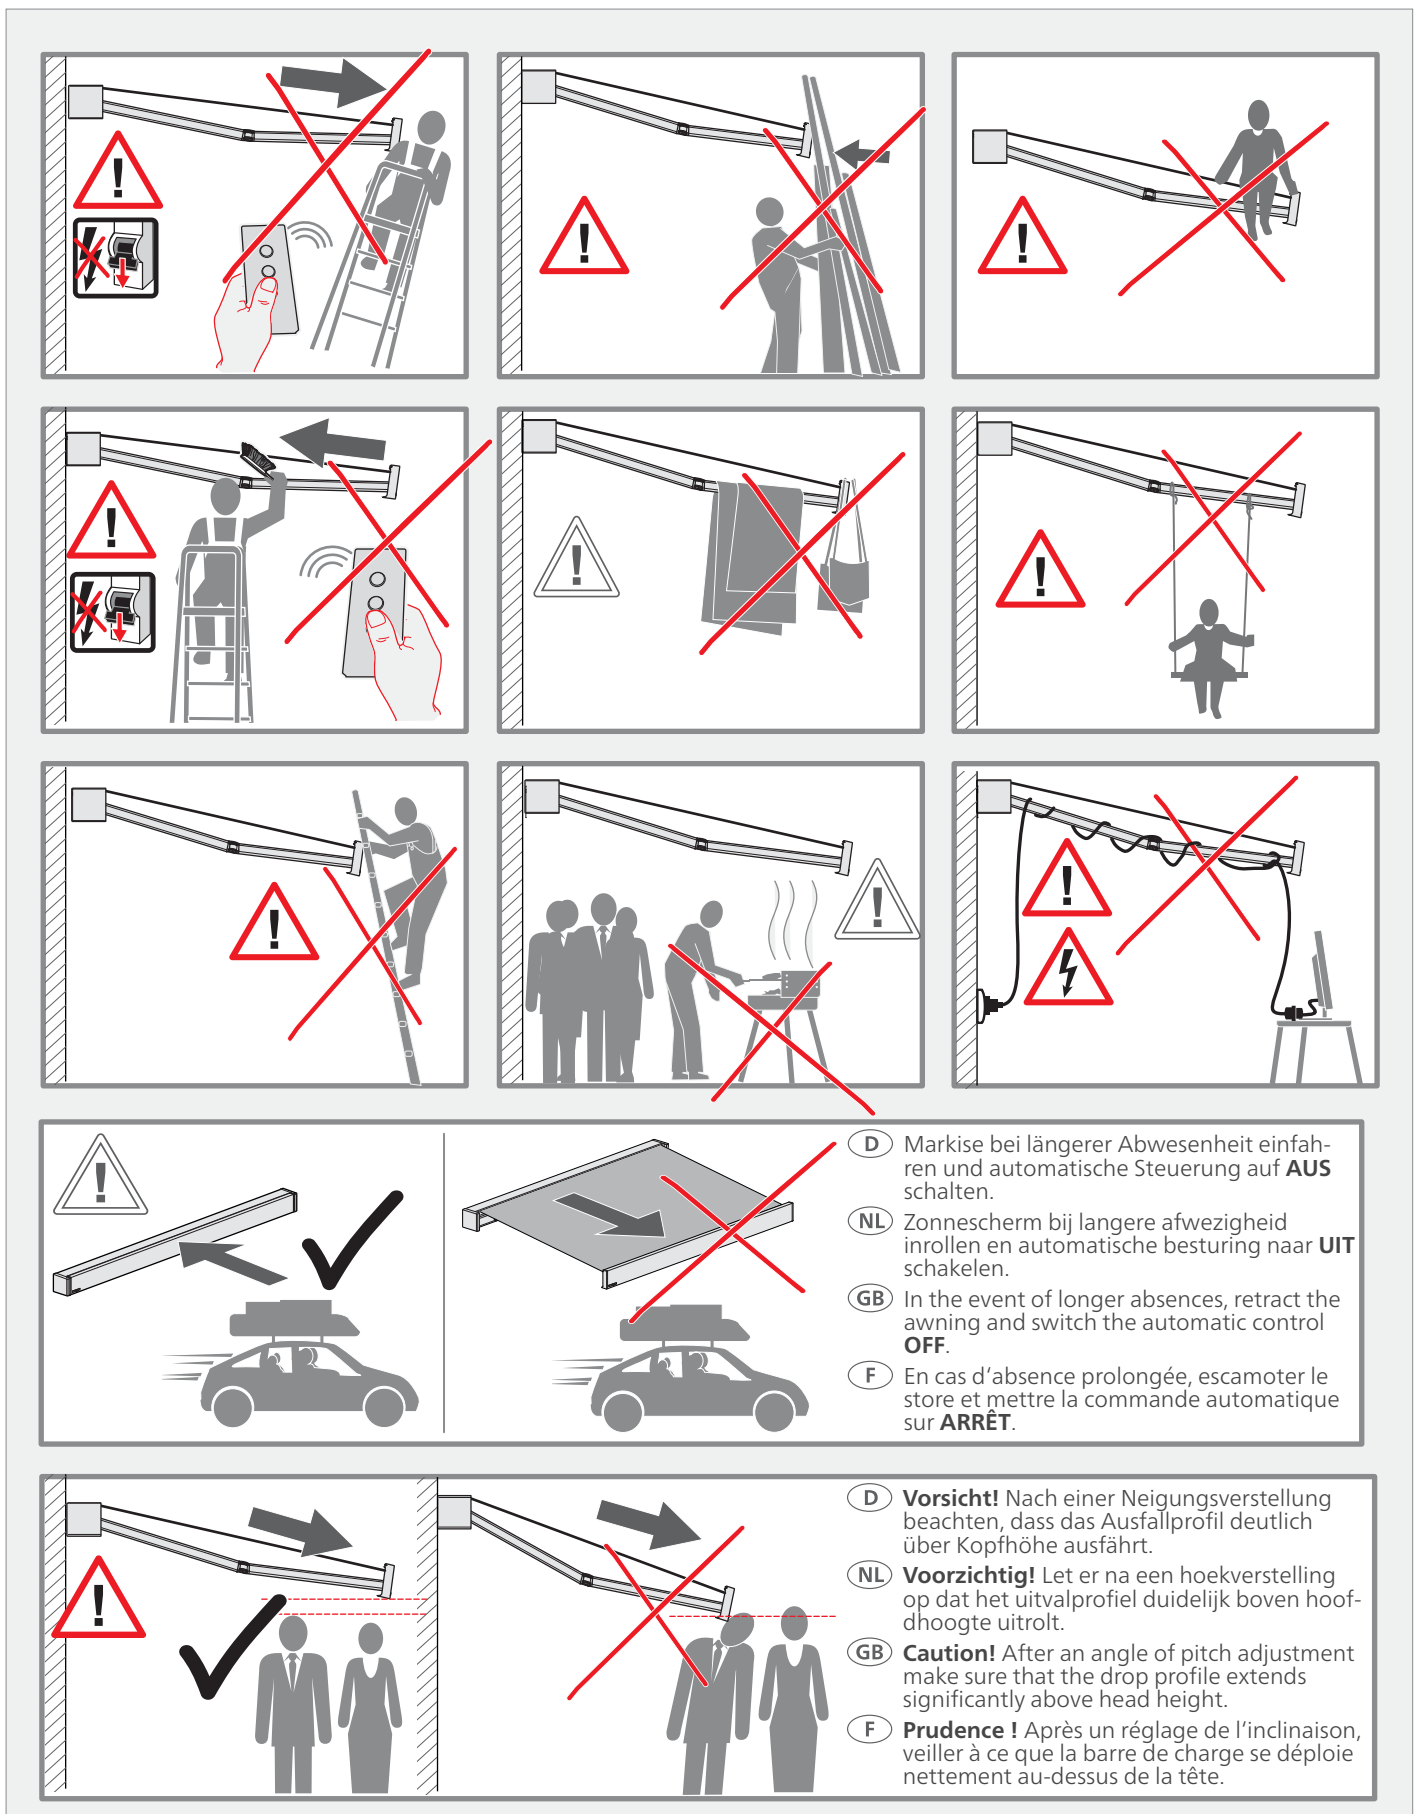 D Markise bei längerer Abwesenheit einfah-
ren und automatische Steuerung auf AUS
schalten.
NL Zonnescherm bij langere afwezigheid
inrollen en automatische besturing naar UIT
schakelen.
GB In the event of longer absences, retract the
awning and switch the automatic control
OFF.
F En cas d'absence prolongée, escamoter le
store et mettre la commande automatique
sur ARRÊT.
D Vorsicht! Nach einer Neigungsverstellung
beachten, dass das Ausfallprofil deutlich
über Kopfhöhe ausfährt.
NL Voorzichtig! Let er na een hoekverstelling
op dat het uitvalprofiel duidelijk boven hoof-
dhoogte uitrolt.
GB Caution! After an angle of pitch adjustment
make sure that the drop profile extends
significantly above head height.
F Prudence ! Après un réglage de l'inclinaison,
veiller à ce que la barre de charge se déploie
nettement au-dessus de la tête.